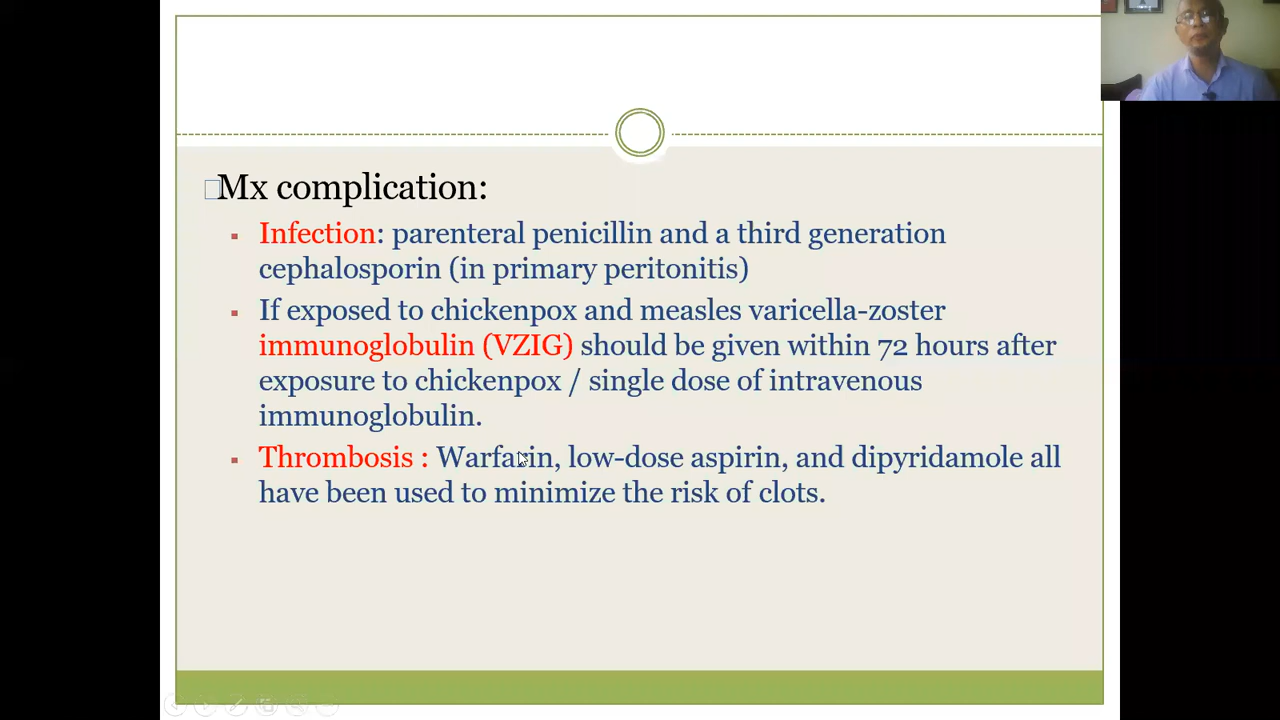 Mx complication:
Infection: parenteral penicillin and a third generation
cephalosporin (in primary peritonitis)
If exposed to chickenpox and measles varicella-zoster
immunoglobulin (VZIG) should be given within 72 hours after
exposure to chickenpox / single dose of intravenous
immunoglobulin.
Thrombosis : Warfarin, low-dose aspirin, and dipyridamole all
have been used to minimize the risk of clots.